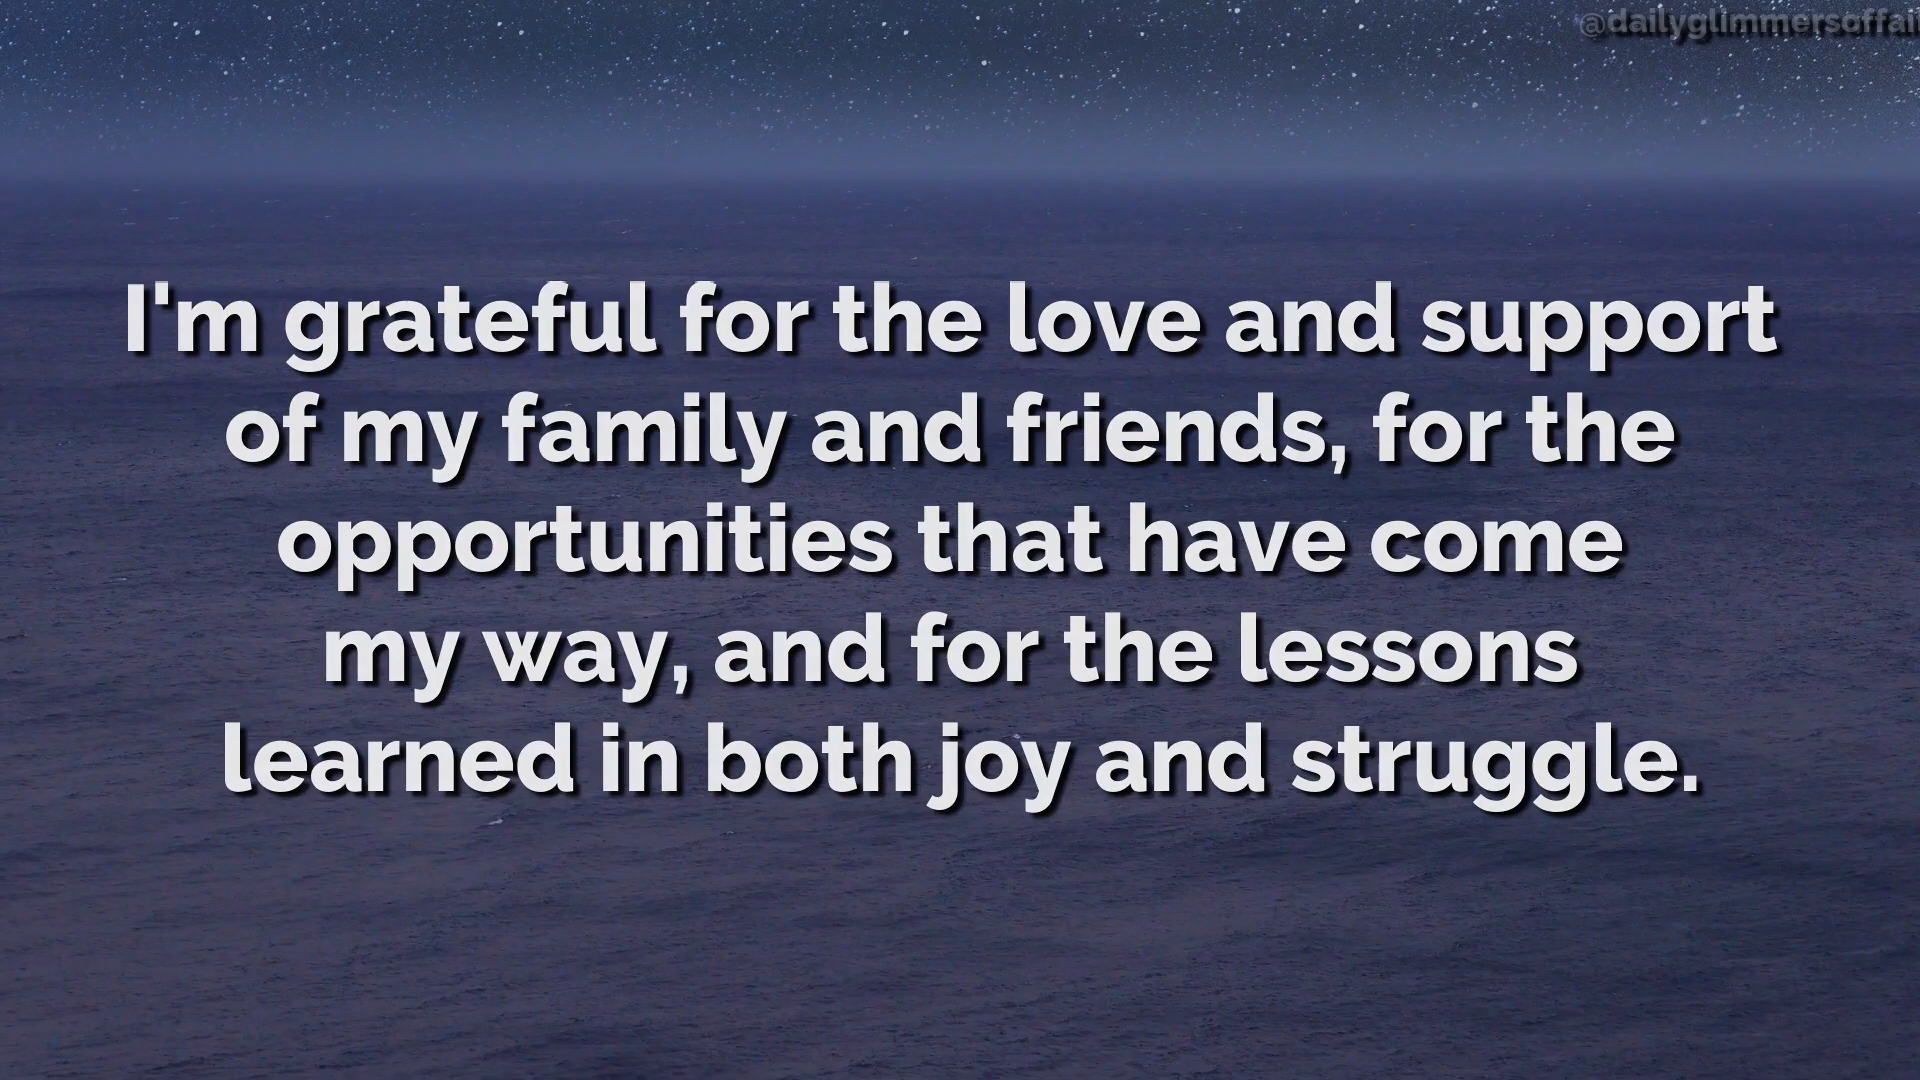 I'm grateful for the love and support
of my family and friends, for the
opportunities that have come
my way, and for the lessons
learned in both joy and struggle.